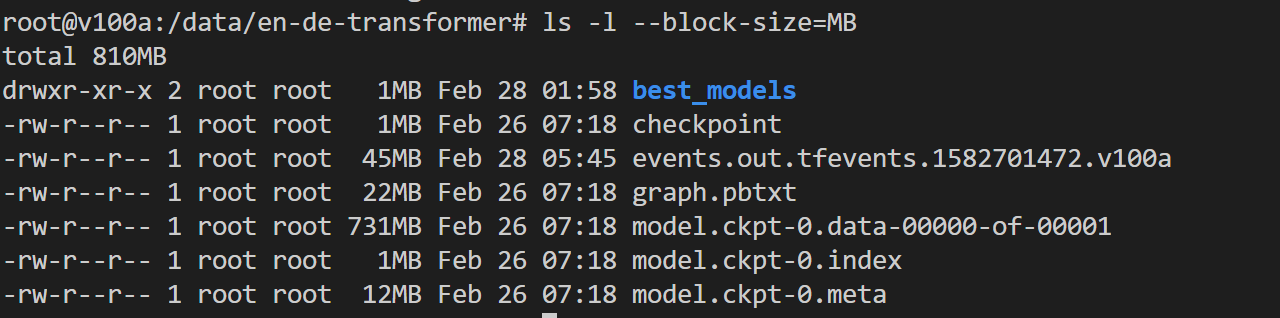 root@v100a:/data/en-de-transformer# ls -l --block-size=MB
total 810MB
drwxr-xr-x 2 root root   1MB Feb 28 01:58 best_models
-rw-r--r-- 1 root root   1MB Feb 26 07:18 checkpoint
-rw-r--r-- 1 root root  45MB Feb 28 05:45 events.out.tfevents.1582701472.v100a
-rw-r--r-- 1 root root  22MB Feb 26 07:18 graph.pbtxt
-rw-r--r-- 1 root root 731MB Feb 26 07:18 model.ckpt-0.data-00000-of-00001
-rw-r--r-- 1 root root   1MB Feb 26 07:18 model.ckpt-0.index
-rw-r--r-- 1 root root  12MB Feb 26 07:18 model.ckpt-0.meta